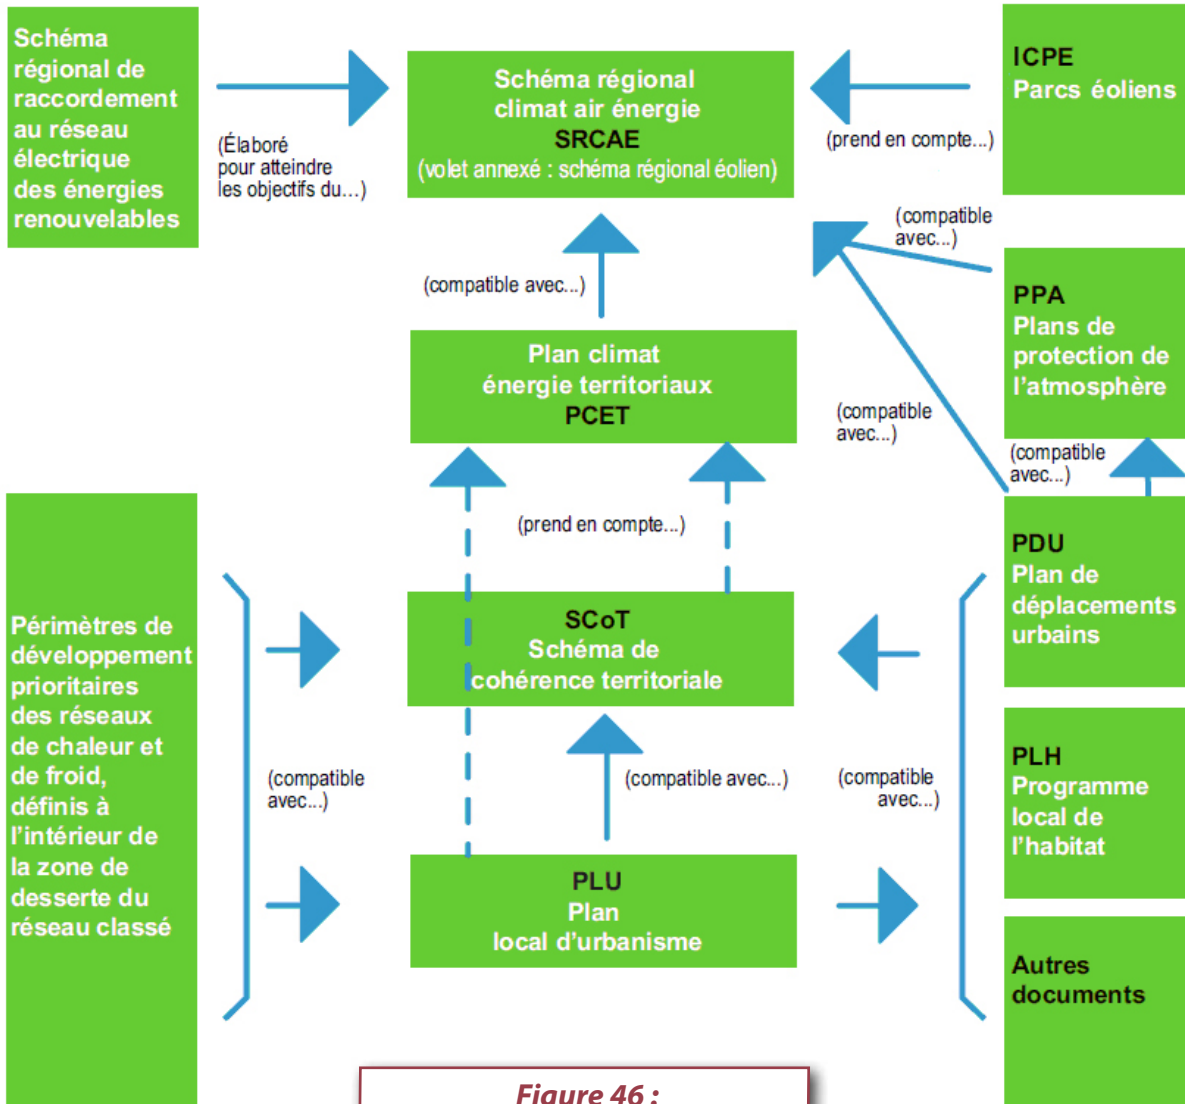 Schéma
régional de
raccordement
au réseau
électrique
des énergies
renouvelables
(Élaboré
pour atteindre
les objectifs du...)
Schéma régional
climat air énergie
SRCAE
(volet annexé : schéma régional éolien)
(prend en compte...)
ICPE
Parcs éoliens
(compatible
avec...)
(compatible avec...)
PPA
Plans de
protection de
l'atmosphère
Plan climat
énergie territoriaux
PCET
(compatible
avec...)
(compatible
avec...)
(prend en compte...)
PDU
Plan de
déplacements
urbains
Périmètres de
développement
prioritaires
des réseaux
de chaleur et
de froid,
définis à
l'intérieur de
la zone de
desserte du
réseau classé
SCoT
Schéma de
cohérence territoriale
(compatible
avec...)
(compatible avec...)
(compatible
avec...)
PLH
Programme
local de
l'habitat
PLU
Plan
local d'urbanisme
Autres
documents
Figure 46 :